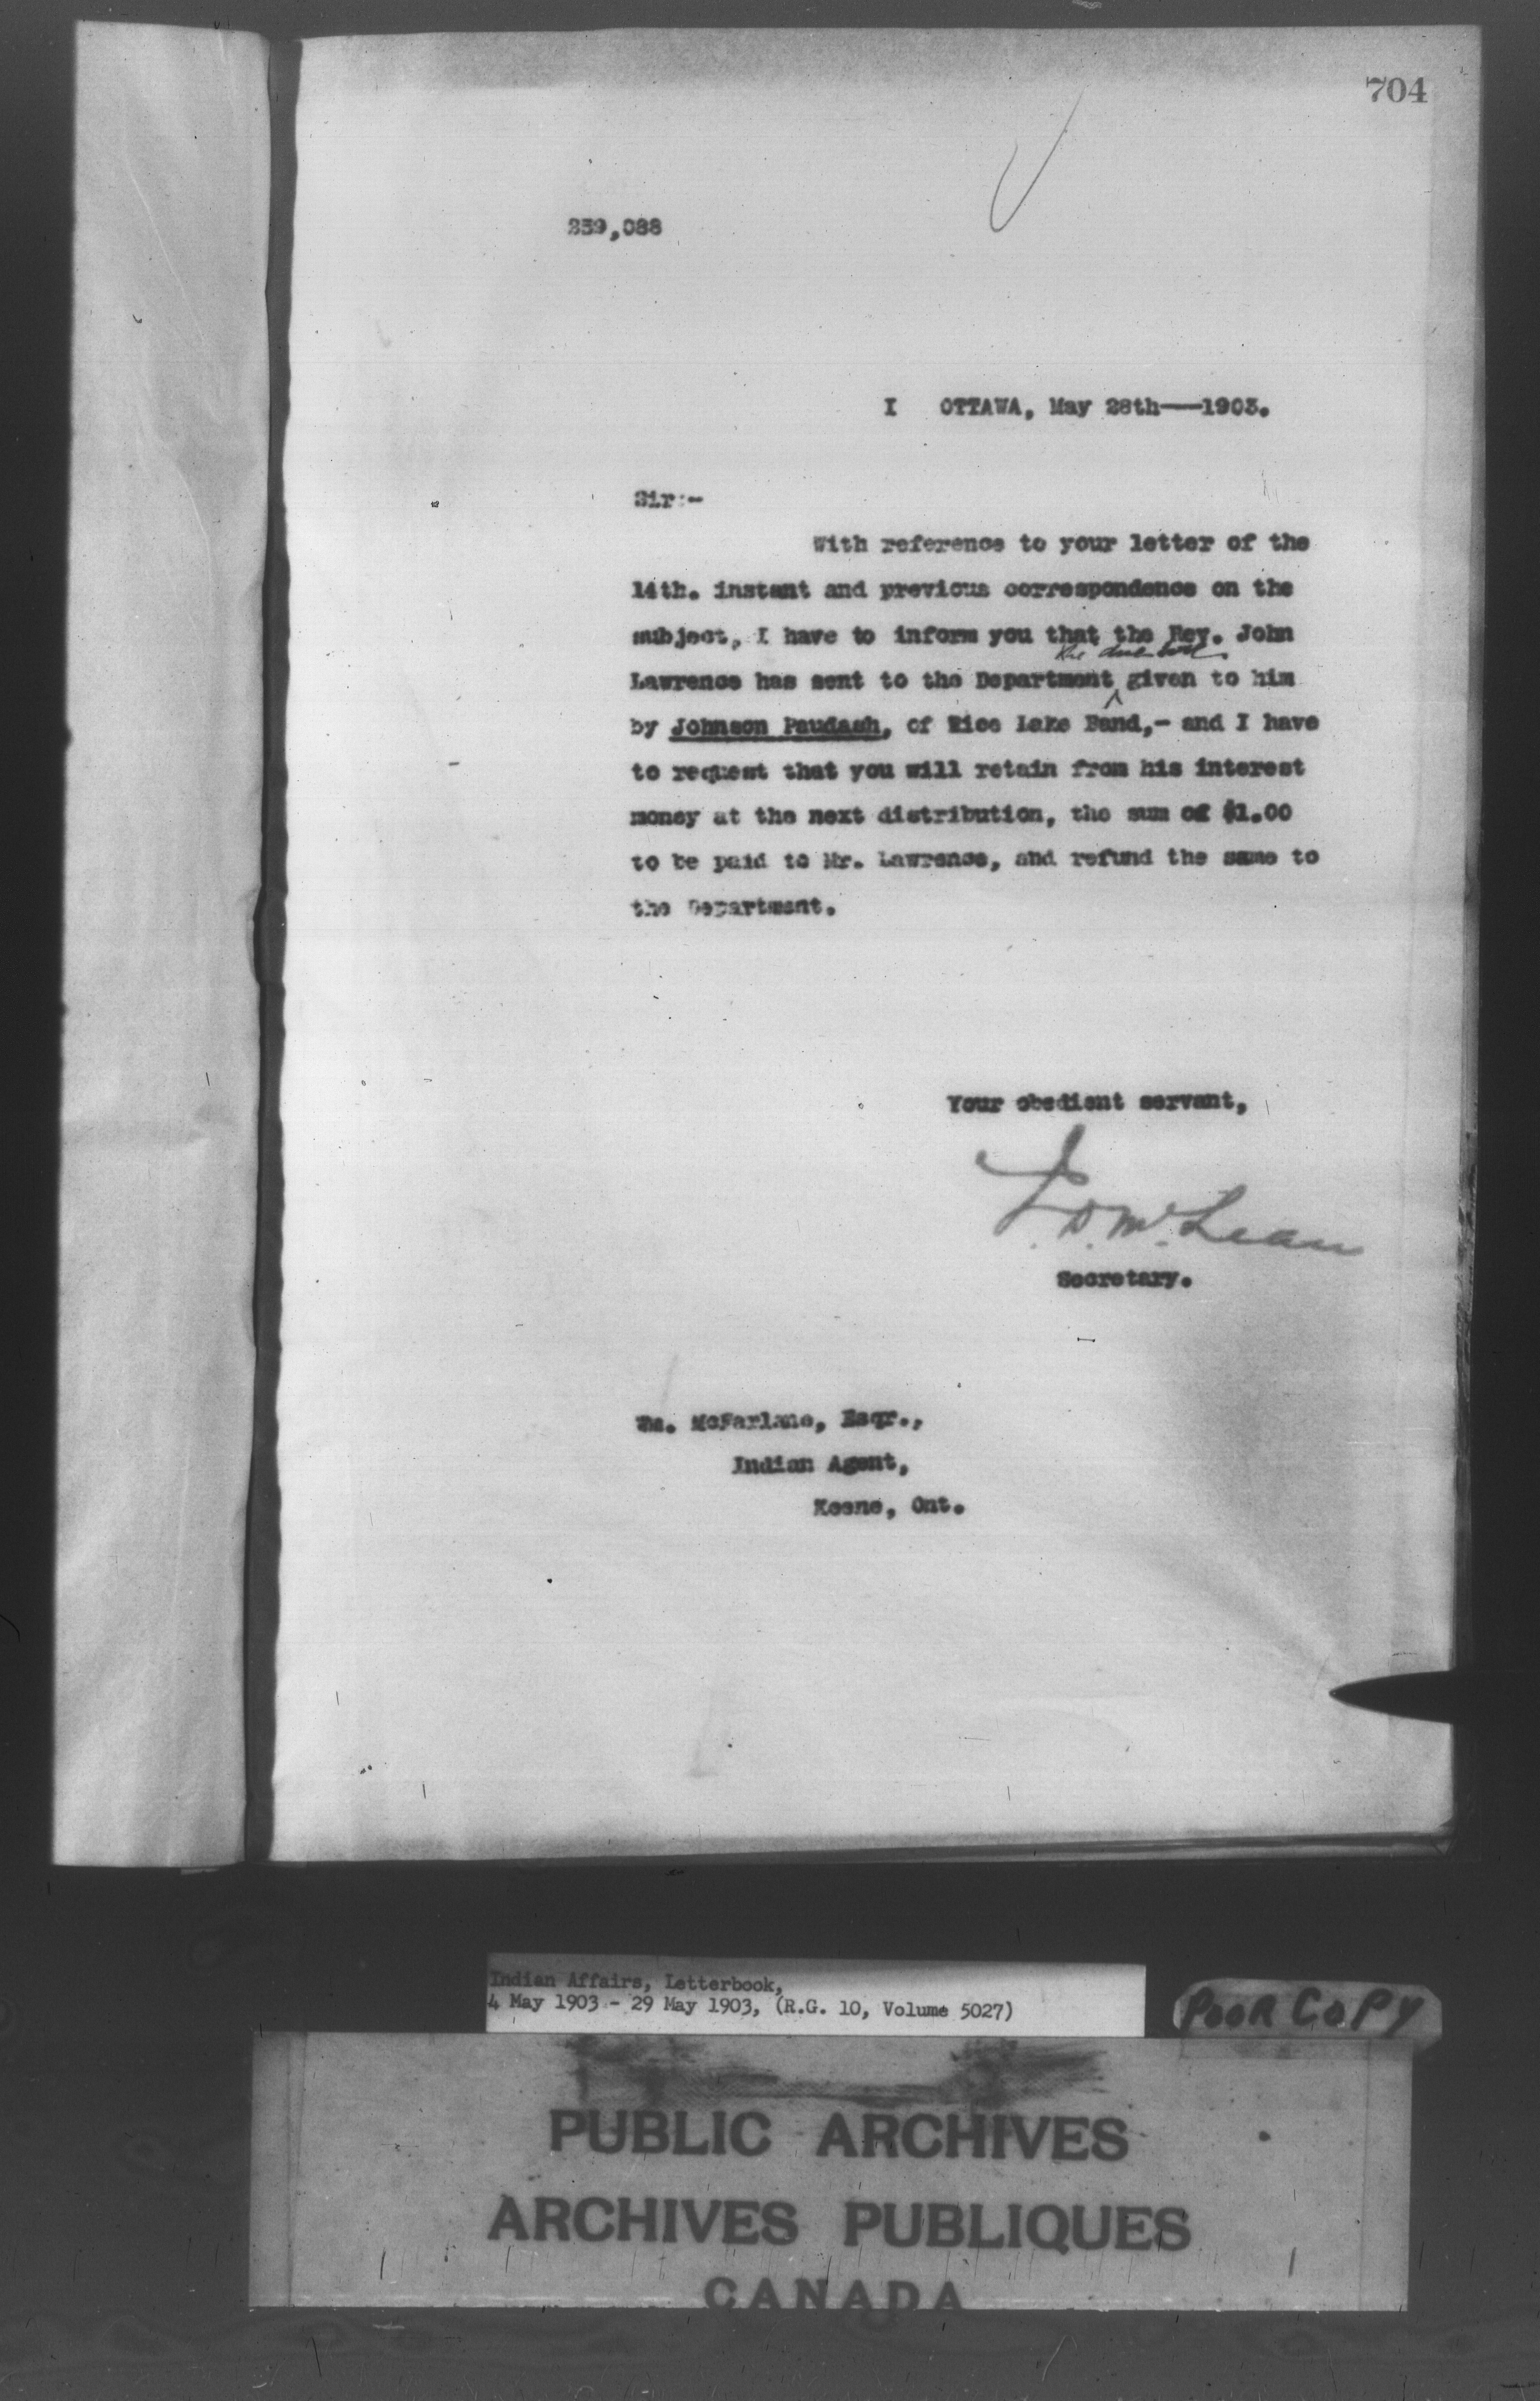 704
239,088
I OTTAWA, May 28th—1903.
Sir:-
With reference to your letter of the
14th. instant and previous correspondence on the
subject, I have to inform you that the Rev. John
the due bill
Lawrence has sent to the Department given to him
by Johnson Paudash, of Rice Lake Band,- and I have
to request that you will retain from his interest
money at the next distribution, the sum of $1.00
to be paid to Mr. Lawrence, and refund the same to
the Department.
Your obedient servant,
J. D. McLean
Secretary.
Wm. McFarlane, Esqr.,
Indian Agent,
Keene, Ont.
Indian Affairs, Letterbook,
4 May 1903 - 29 May 1903, (R.G. 10, Volume 5027)
POOR COPY
PUBLIC ARCHIVES
ARCHIVES PUBLIQUES
CANADA